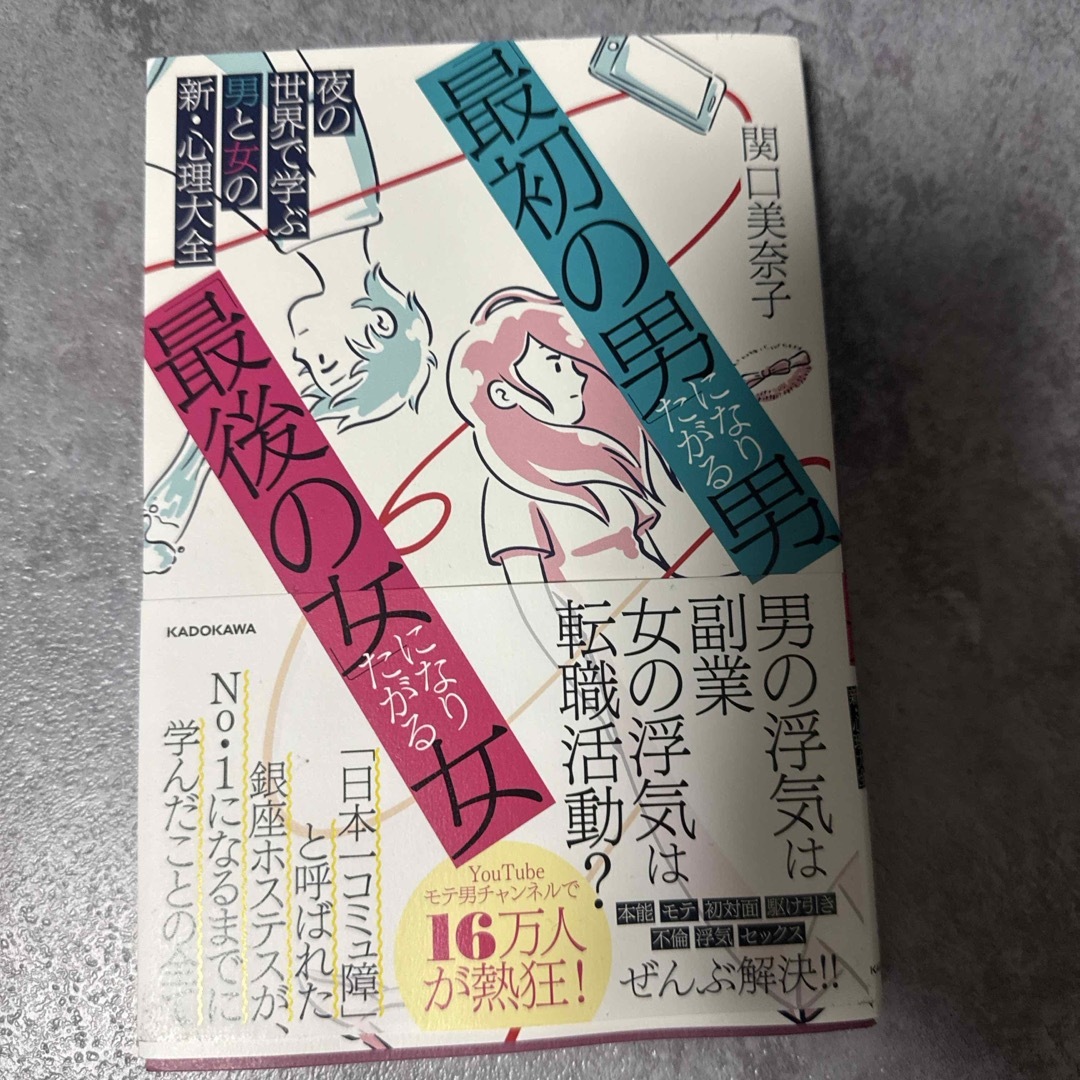 関口美奈子
「最初の男」になりたがる男、
「最後の女」になりたがる女
夜の
世界で学ぶ
男と女の
新・心理大全
KADOKAWA
男の浮気は
副業
女の浮気は
転職活動？
本能 モテ 初対面 駆け引き
不倫 浮気 セックス
ぜんぶ解決!!
YouTube
モテ男チャンネルで
16万人
が熱狂！
「日本一コミュ障」
と呼ばれた
銀座ホステスが、
No.1になるまでに
学んだことの全て